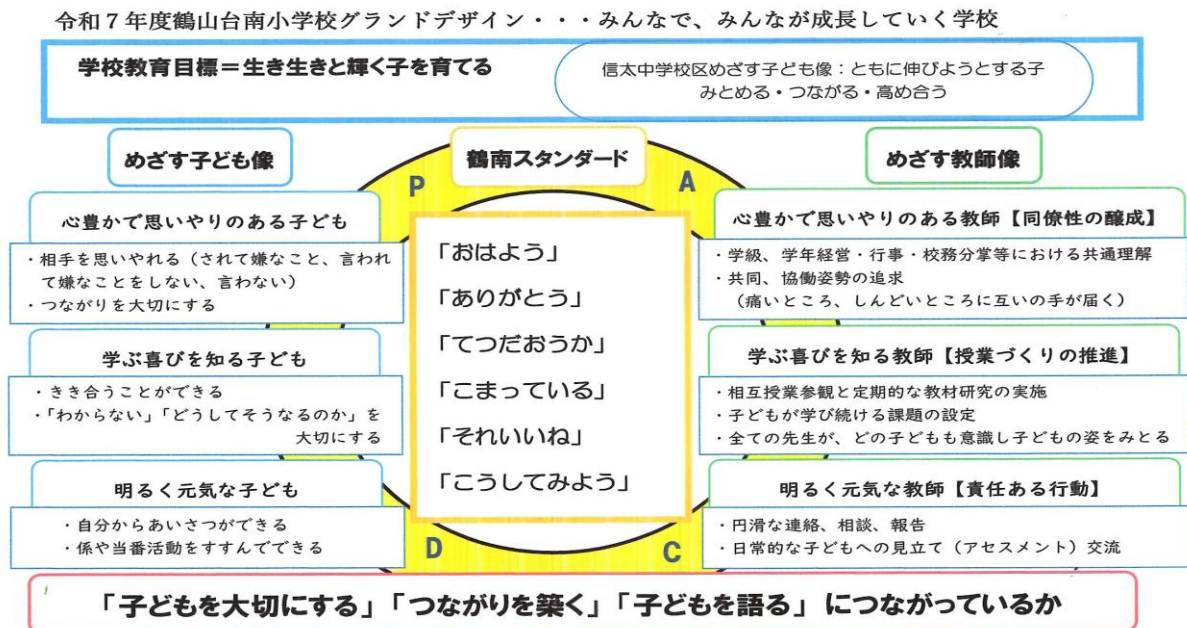 令和７年度鶴山台南小学校グランドデザイン・・・みんなで、みんなが成長していく学校
学校教育目標＝生き生きと輝く子を育てる
信太中学校区めざす子ども像：ともに伸びようとする子
みとめる・つながる・高め合う
めざす子ども像
心豊かで思いやりのある子ども
・相手を思いやれる（されて嫌なこと、言われ
て嫌なことをしない、言わない）
・つながりを大切にする
学ぶ喜びを知る子ども
・きき合うことができる
・「わからない」「どうしてそうなるのか」を
大切にする
明るく元気な子ども
・自分からあいさつができる
・係や当番活動をすすんでできる
鶴南スタンダード
P
A
「おはよう」
「ありがとう」
「てつだおうか」
「こまっている」
「それいいね」
「こうしてみよう」
D
C
めざす教師像
心豊かで思いやりのある教師【同僚性の醸成】
・学級、学年経営・行事・校務分掌等における共通理解
・共同、協働姿勢の追求
（痛いところ、しんどいところに互いの手が届く）
学ぶ喜びを知る教師【授業づくりの推進】
・相互授業参観と定期的な教材研究の実施
・子どもが学び続ける課題の設定
・全ての先生が、どの子どもも意識し子どもの姿をみとる
明るく元気な教師【責任ある行動】
・円滑な連絡、相談、報告
・日常的な子どもへの見立て（アセスメント）交流
「子どもを大切にする」「つながりを築く」「子どもを語る」につながっているか